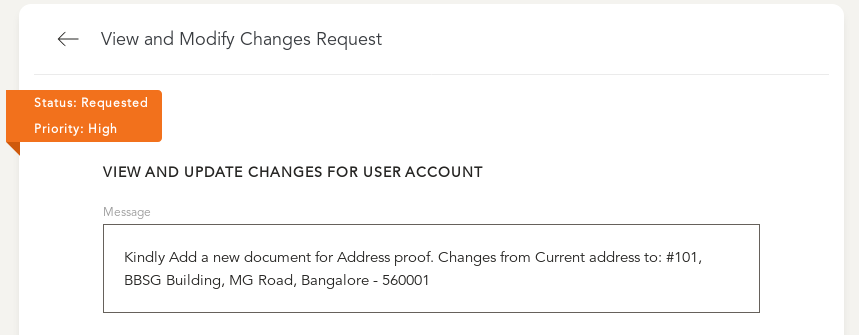 View and Modify Changes Request
Status: Requested
Priority: High
VIEW AND UPDATE CHANGES FOR USER ACCOUNT
Message
Kindly Add a new document for Address proof. Changes from Current address to: #101,
BBSG Building, MG Road, Bangalore - 560001